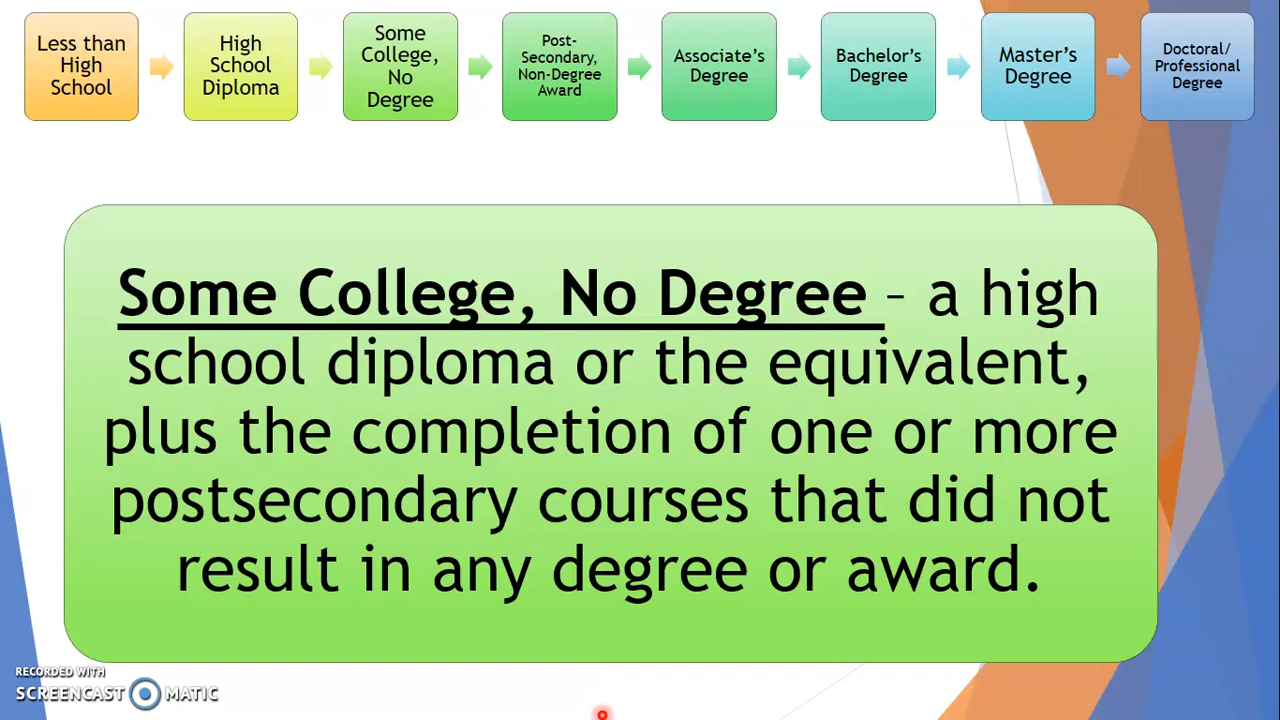 Less than
High
School
High
School
Diploma
Some
College,
No
Degree
Post-
Secondary,
Non-Degree
Award
Associate's
Degree
Bachelor's
Degree
Master's
Degree
Doctoral/
Professional
Degree
Some College, No Degree – a high
school diploma or the equivalent,
plus the completion of one or more
postsecondary courses that did not
result in any degree or award.
RECORDED WITH
SCREENCAST MATIC